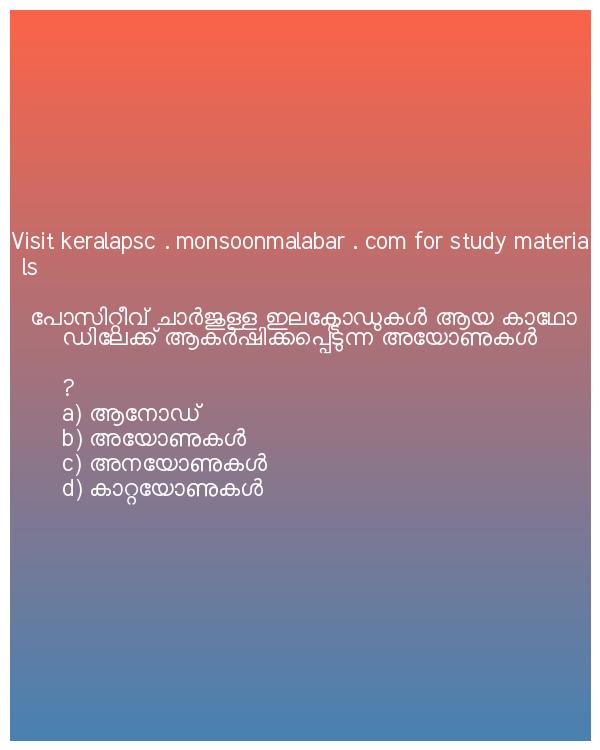 Visit keralapsc . monsoonmalabar . com for study materia
ls
പോസിറ്റീവ് ചാർജുള്ള ഇലക്ട്രോഡുകൾ ആയ കാഥോ
ഡിലേക്ക് ആകർഷിക്കപ്പെടുന്ന അയോണുകൾ
?
a) ആനോഡ്
b) അയോണുകൾ
c) അനയോണുകൾ
d) കാറ്റയോണുകൾ